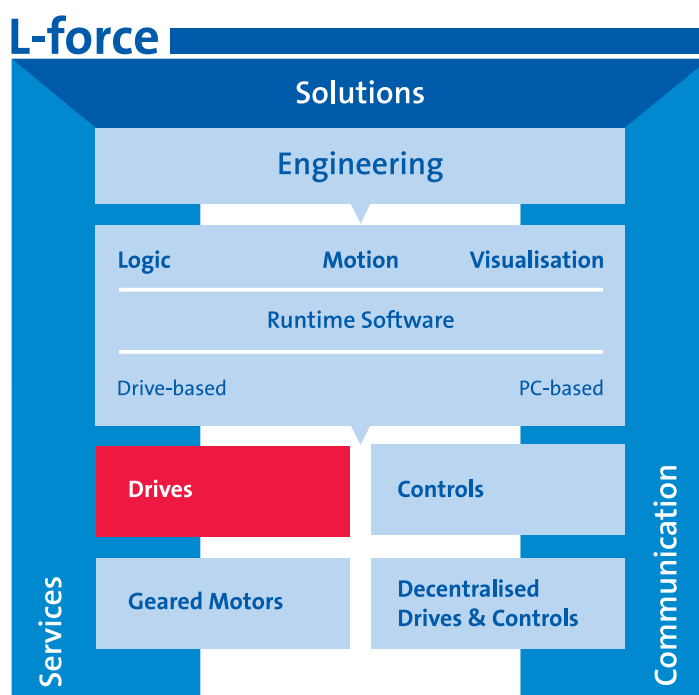 L-force
Solutions
Engineering
Logic Motion Visualisation
Runtime Software
Drive-based PC-based
Drives
Controls
Geared Motors
Decentralised
Drives & Controls
Services
Communication